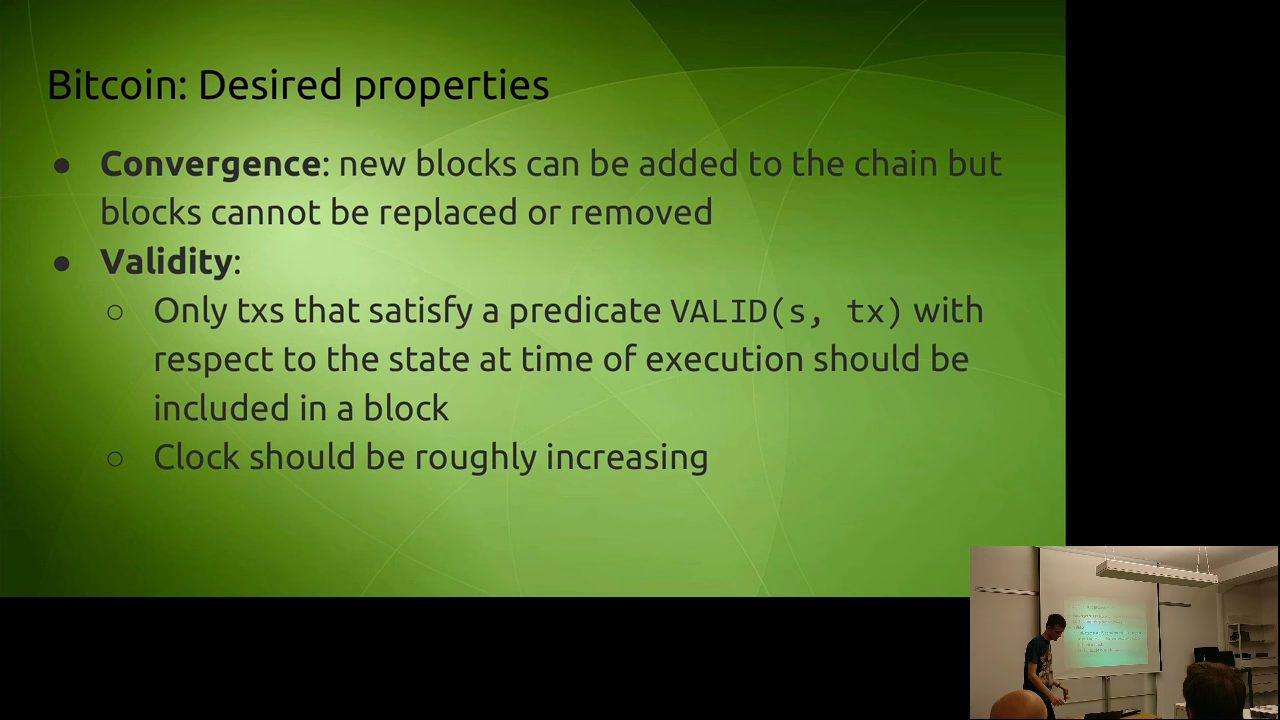 Bitcoin: Desired properties
● Convergence: new blocks can be added to the chain but
blocks cannot be replaced or removed
● Validity:
○ Only txs that satisfy a predicate VALID(s, tx) with
respect to the state at time of execution should be
included in a block
○ Clock should be roughly increasing